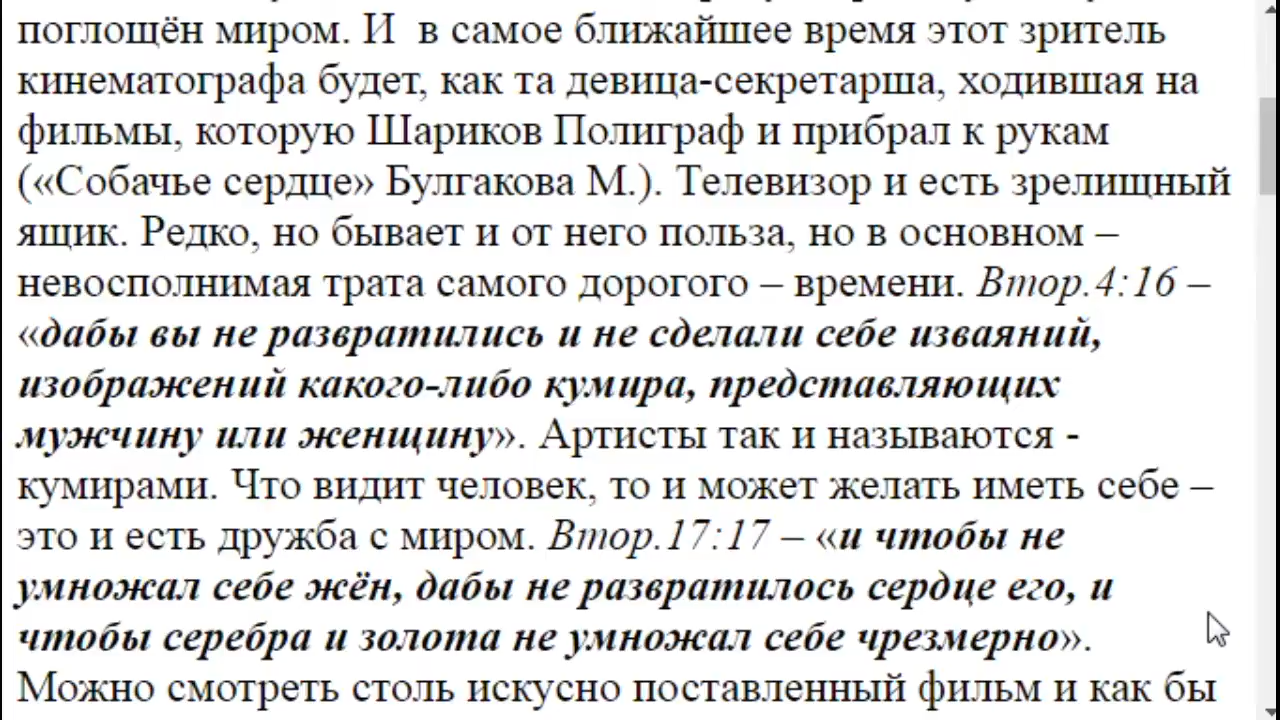 поглощён миром. И в самое ближайшее время этот зритель
кинематографа будет, как та девица-секретарша, ходившая на
фильмы, которую Шариков Полиграф и прибрал к рукам
(«Собачье сердце» Булгакова М.). Телевизор и есть зрелищный
ящик. Редко, но бывает и от него польза, но в основном –
невосполнимая трата самого дорогого – времени. Втор.4:16 –
«дабы вы не развратились и не сделали себе изваяний,
изображений какого-либо кумира, представляющих
мужчину или женщину». Артисты так и называются -
кумирами. Что видит человек, то и может желать иметь себе –
это и есть дружба с миром. Втор.17:17 – «и чтобы не
умножал себе жён, дабы не развратилось сердце его, и
чтобы серебра и золота не умножал себе чрезмерно».
Можно смотреть столь искусно поставленный фильм и как бы